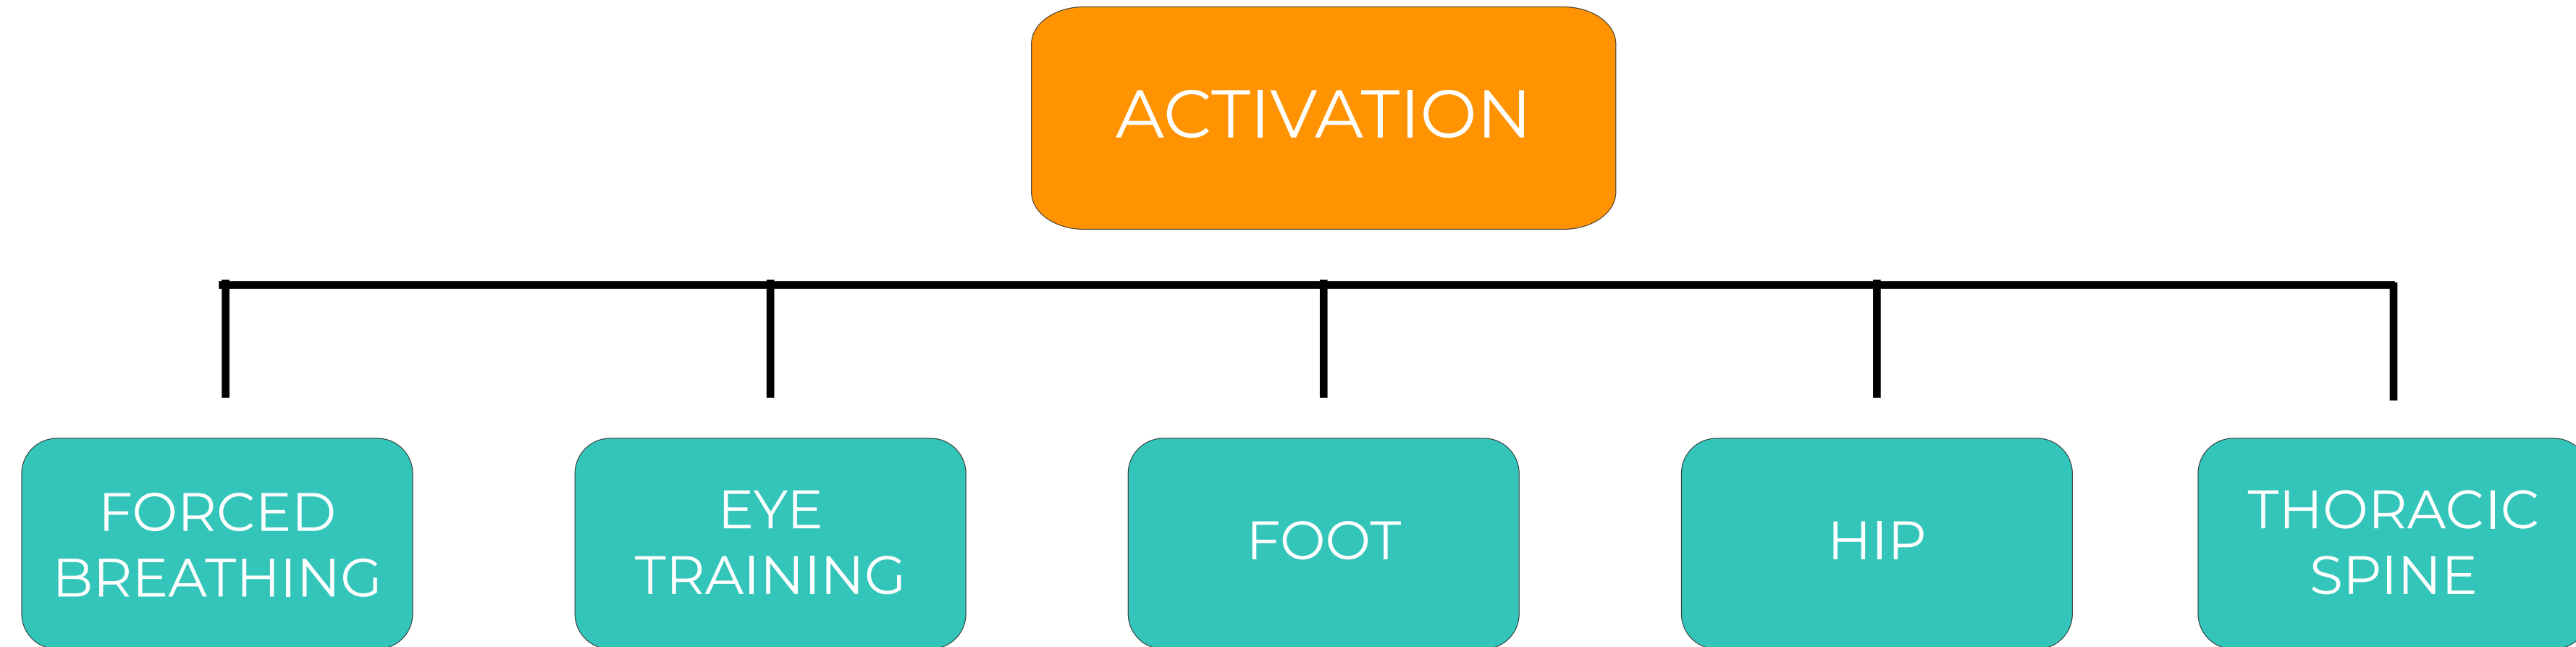 ACTIVATION
FORCED
BREATHING
EYE
TRAINING
FOOT
HIP
THORACIC
SPINE